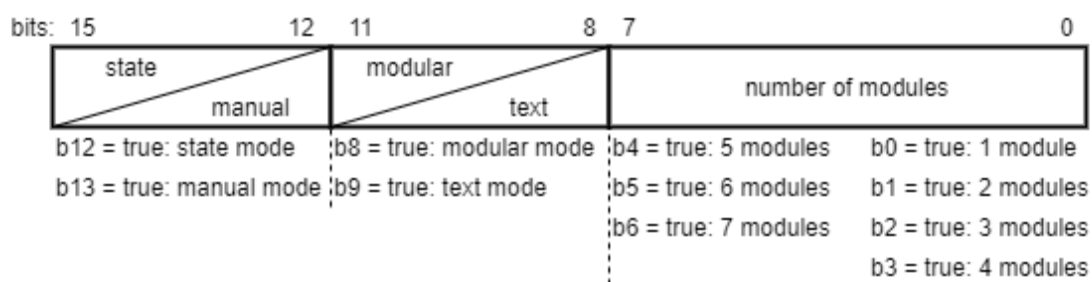 bits: 15 12 11 8 7 0
state modular
number of modules
manual text
b12 = true: state mode b8 = true: modular mode b4 = true: 5 modules b0 = true: 1 module
b13 = true: manual mode b9 = true: text mode b5 = true: 6 modules b1 = true: 2 modules
b6 = true: 7 modules b2 = true: 3 modules
b3 = true: 4 modules